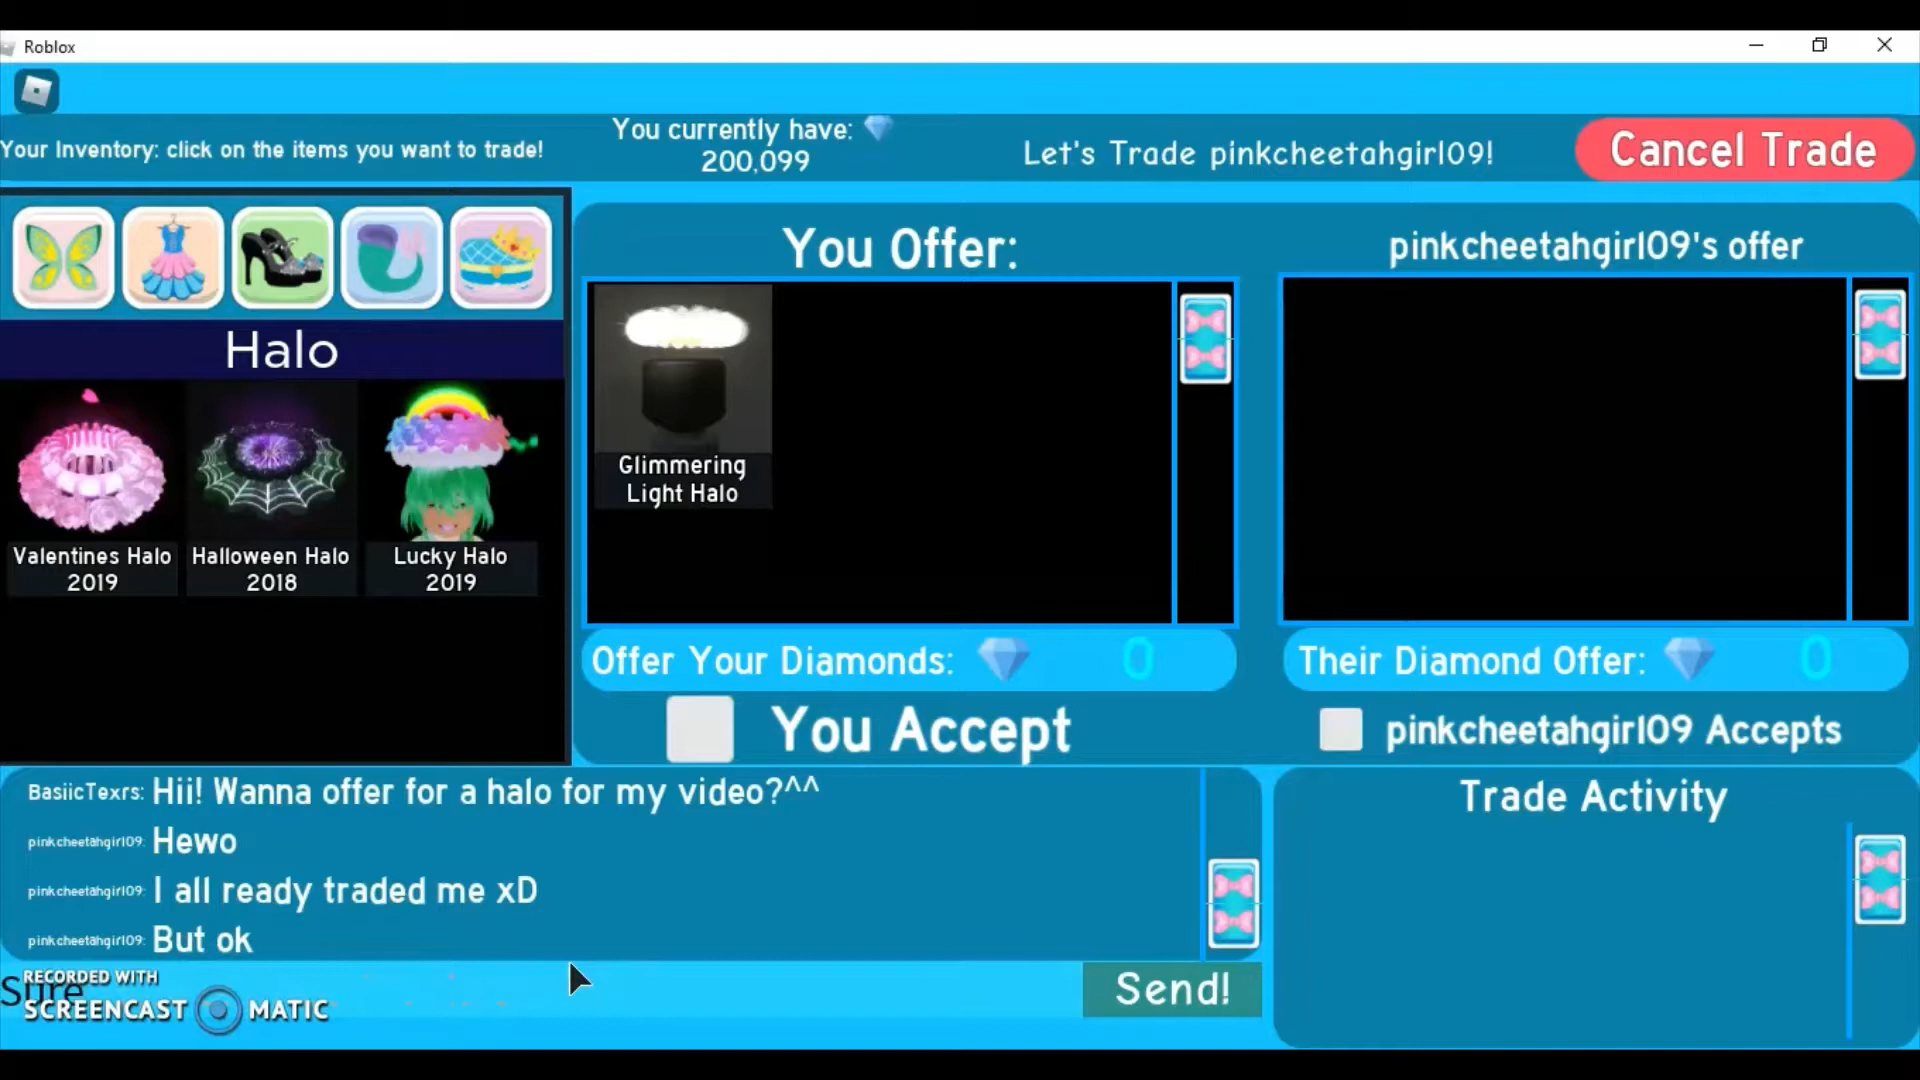 Roblox
Your Inventory: click on the items you want to trade!
You currently have:
200,099
Let's Trade pinkcheetahgirl09!
Cancel Trade
Halo
Valentines Halo
2019
Halloween Halo
2018
Lucky Halo
2019
You Offer:
Glimmering
Light Halo
pinkcheetahgirl09's offer
Offer Your Diamonds: 0
Their Diamond Offer: 0
You Accept
pinkcheetahgirl09 Accepts
BasiicTexrs: Hii! Wanna offer for a halo for my video?^^
pinkcheetahgirl09: Hewo
pinkcheetahgirl09: I all ready traded me xD
pinkcheetahgirl09: But ok
Sure
Send!
Trade Activity
RECORDED WITH
SCREENCAST MATIC